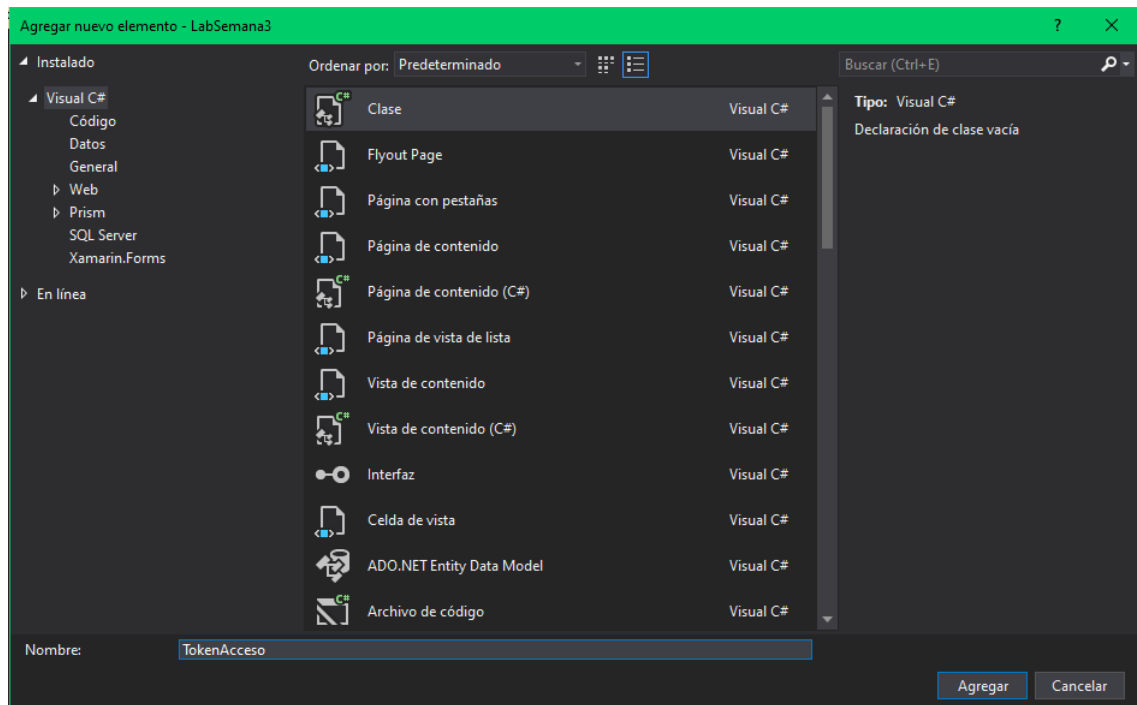 Agregar nuevo elemento - LabSemana3
? ×
Instalado
Visual C#
Código
Datos
General
Web
Prism
SQL Server
Xamarin.Forms
En línea
Ordenar por: Predeterminado
Clase Visual C#
Flyout Page Visual C#
Página con pestañas Visual C#
Página de contenido Visual C#
Página de contenido (C#) Visual C#
Página de vista de lista Visual C#
Vista de contenido Visual C#
Vista de contenido (C#) Visual C#
Interfaz Visual C#
Celda de vista Visual C#
ADO.NET Entity Data Model Visual C#
Archivo de código Visual C#
Buscar (Ctrl+E)
Tipo: Visual C#
Declaración de clase vacía
Nombre: TokenAcceso
Agregar Cancelar